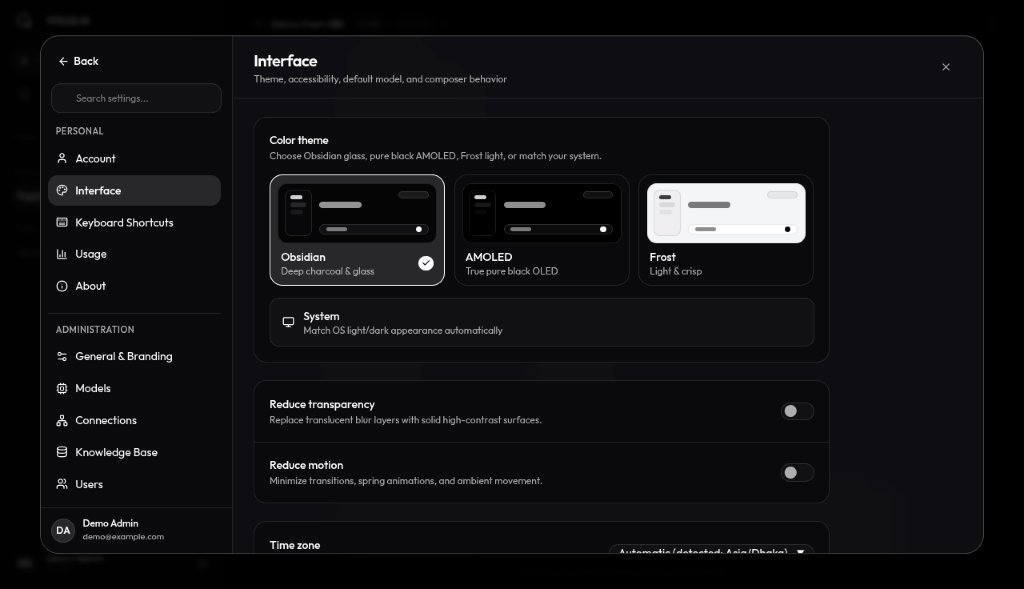 Back
Search settings...
PERSONAL
Account
Interface
Keyboard Shortcuts
Usage
About
ADMINISTRATION
General & Branding
Models
Connections
Knowledge Base
Users
DA
Demo Admin
demo@example.com
Interface
Theme, accessibility, default model, and composer behavior
Color theme
Choose Obsidian glass, pure black AMOLED, Frost light, or match your system.
Obsidian
Deep charcoal & glass
AMOLED
True pure black OLED
Frost
Light & crisp
System
Match OS light/dark appearance automatically
Reduce transparency
Replace translucent blur layers with solid high-contrast surfaces.
Reduce motion
Minimize transitions, spring animations, and ambient movement.
Time zone
Automatic (detected: Asia/Dhaka)